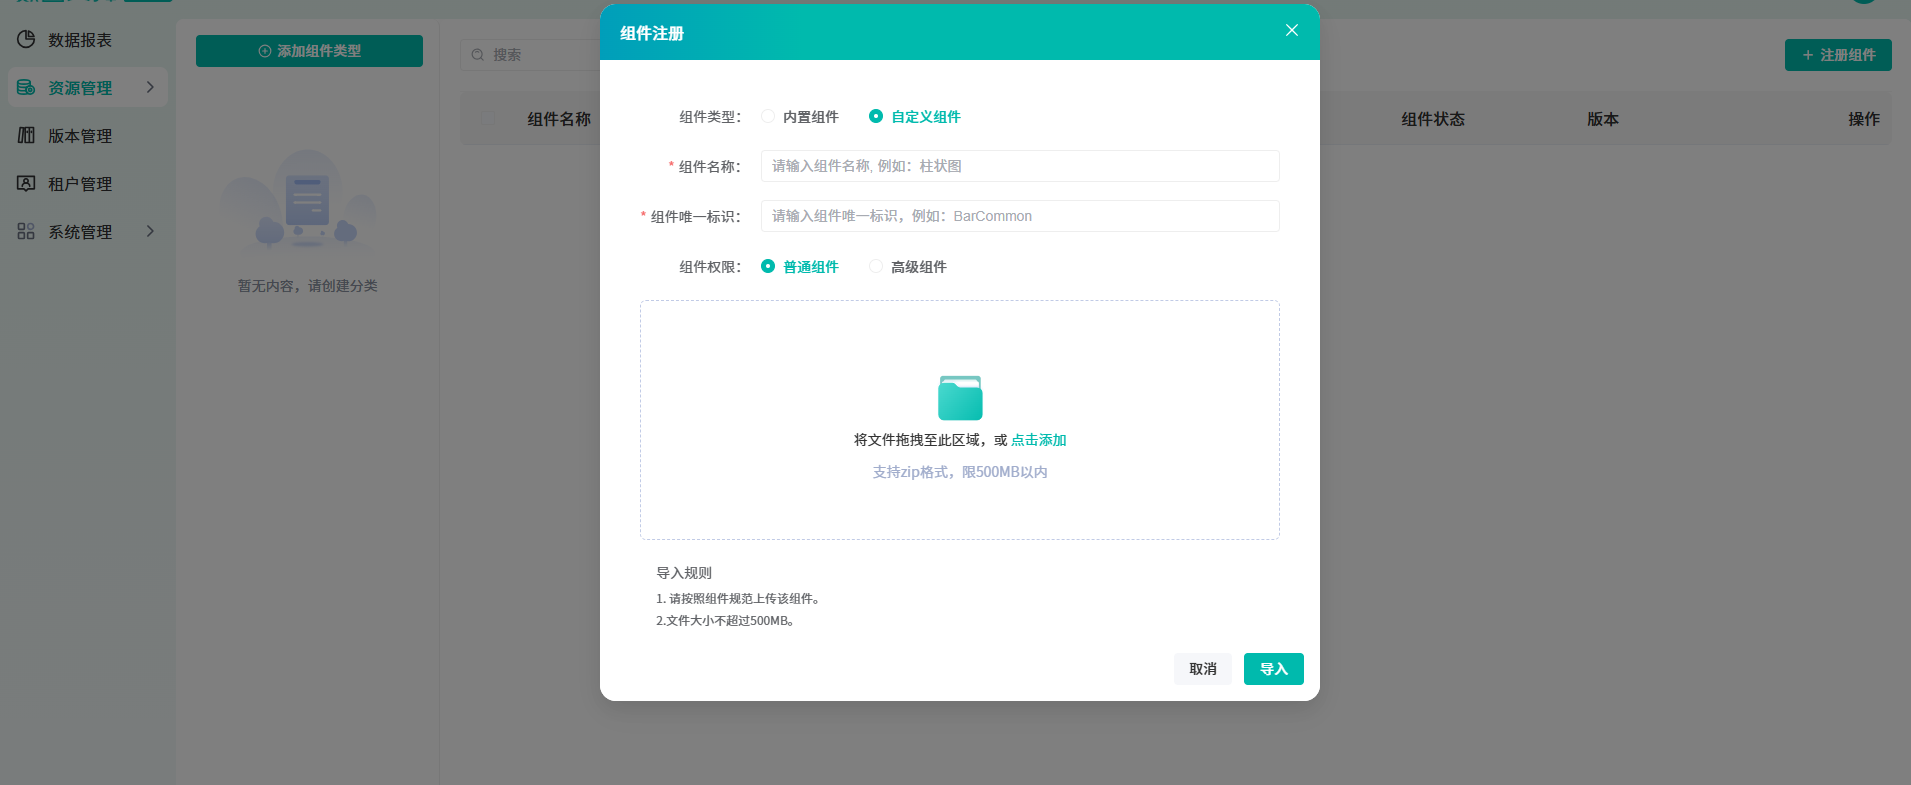 数据报表
资源管理
版本管理
租户管理
系统管理
添加组件类型
暂无内容，请创建分类
搜索
注册组件
组件名称
组件状态
版本
操作
组件注册
组件类型：
内置组件
自定义组件
* 组件名称：
请输入组件名称, 例如：柱状图
* 组件唯一标识：
请输入组件唯一标识，例如：BarCommon
组件权限：
普通组件
高级组件
将文件拖拽至此区域，或 点击添加
支持zip格式，限500MB以内
导入规则
1. 请按照组件规范上传该组件。
2.文件大小不超过500MB。
取消
导入